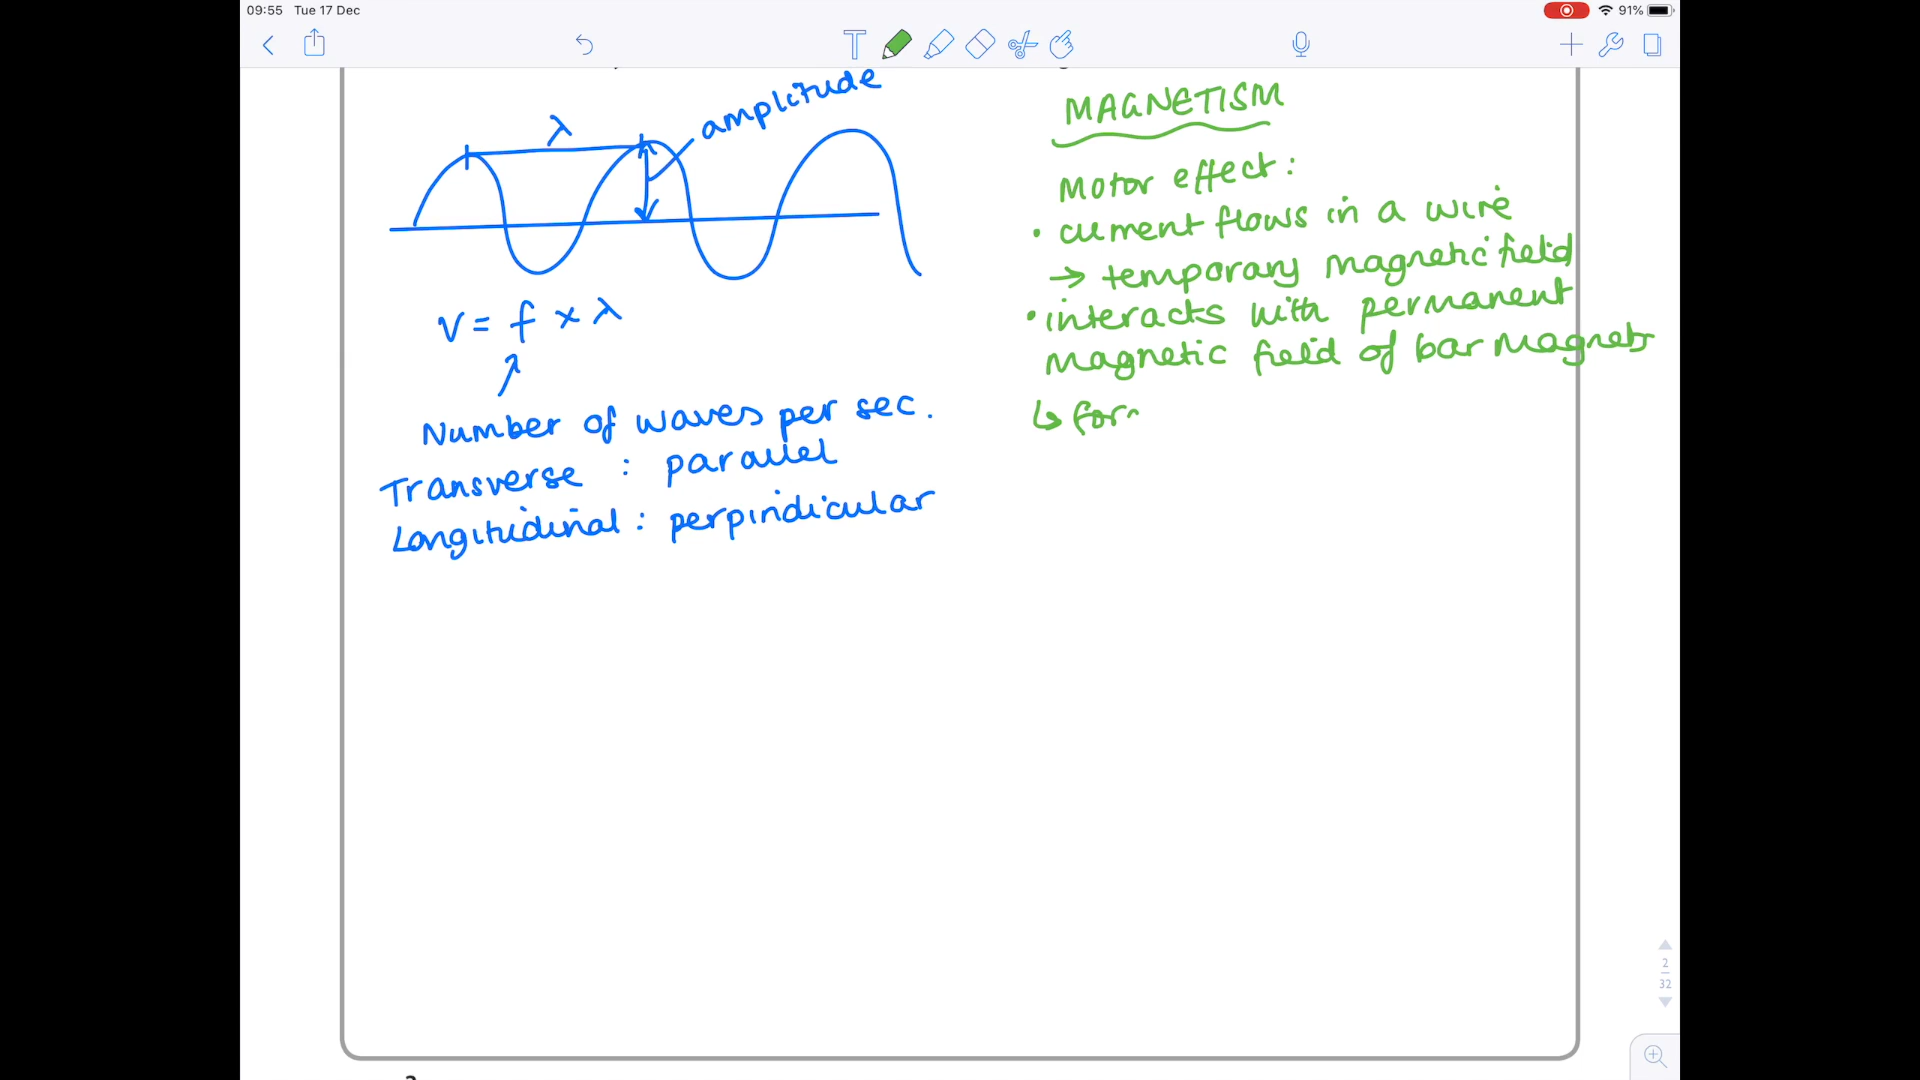 09:55 Tue 17 Dec
91%
amplitude
λ
V = f × λ
Number of waves per sec.
Transverse : parallel
Longitudinal : perpindicular
MAGNETISM
Motor effect :
• current flows in a wire
→ temporary magnetic field
• interacts with permanent
magnetic field of bar magnets
↳ for
2
32